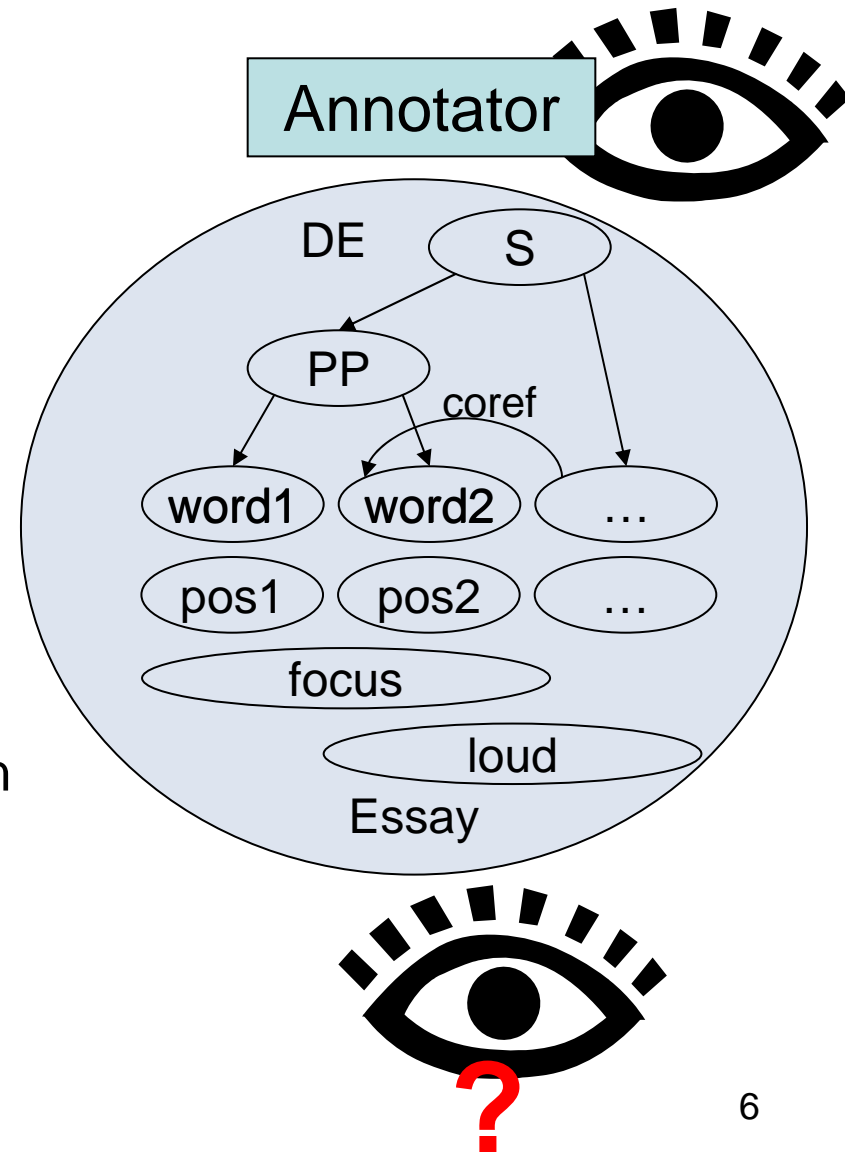 Annotator
DE
S
PP
coref
word1 word2 …
pos1 pos2 …
focus
loud
n
Essay
?
6